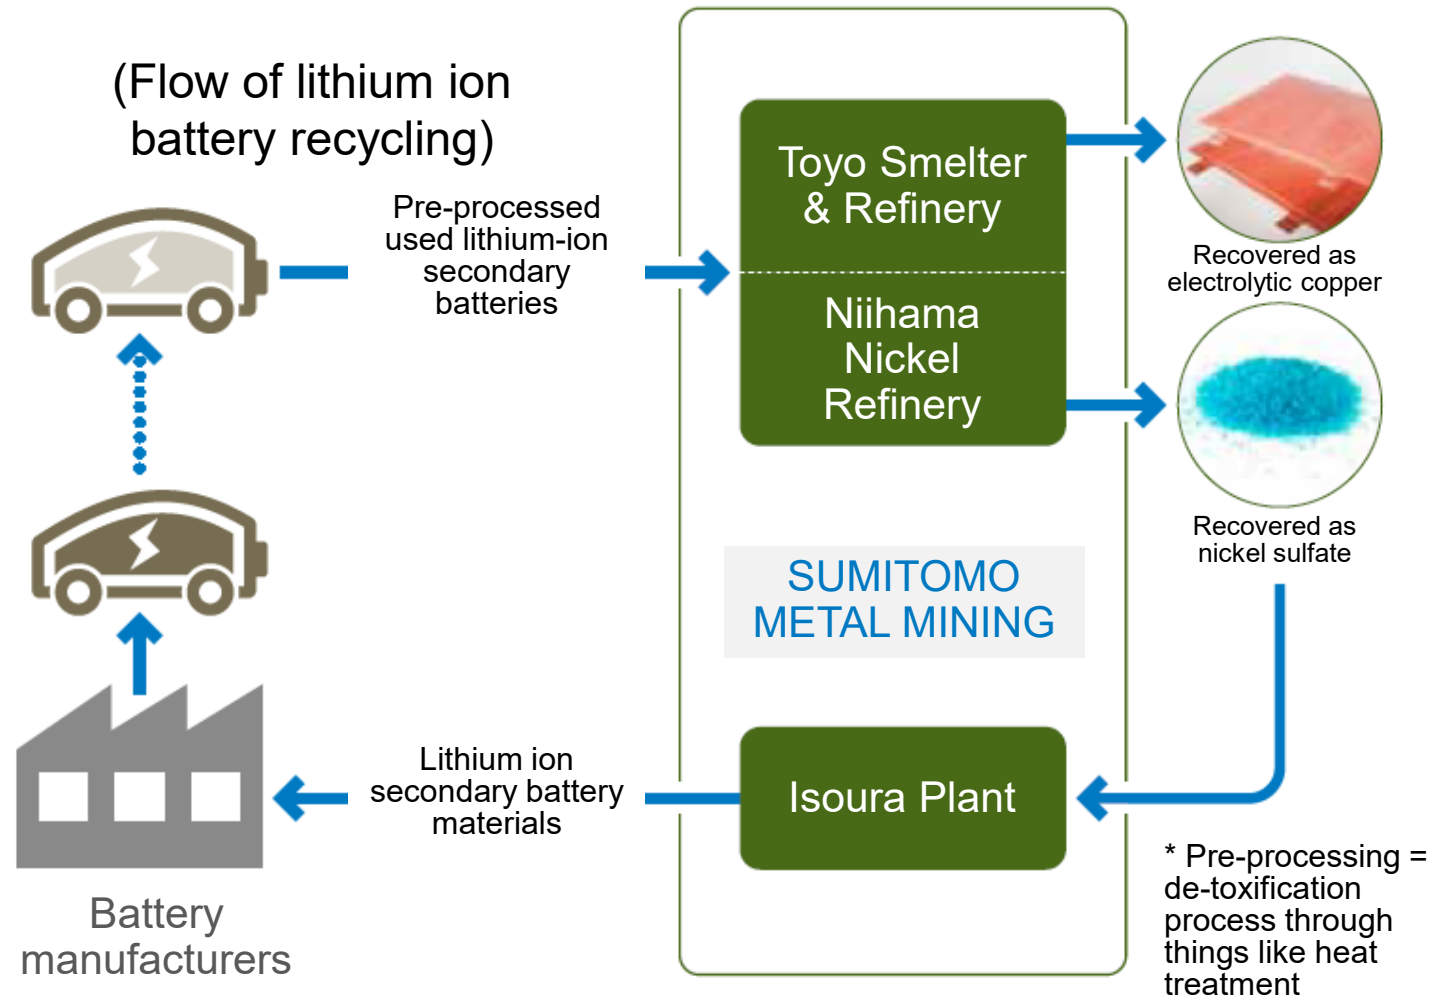 (Flow of lithium ion
battery recycling)
Pre-processed
used lithium-ion
secondary
batteries
Toyo Smelter
& Refinery
Niihama
Nickel
Refinery
Recovered as
electrolytic copper
Recovered as
nickel sulfate
SUMITOMO
METAL MINING
Isoura Plant
Lithium ion
secondary battery
materials
Battery
manufacturers
* Pre-processing =
de-toxification
process through
things like heat
treatment